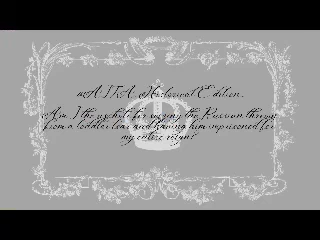 #AITA Historical Edition
Am I the asshole for seizing the Russian throne
from a toddler tsar and having him imprisoned for
my entire reign?